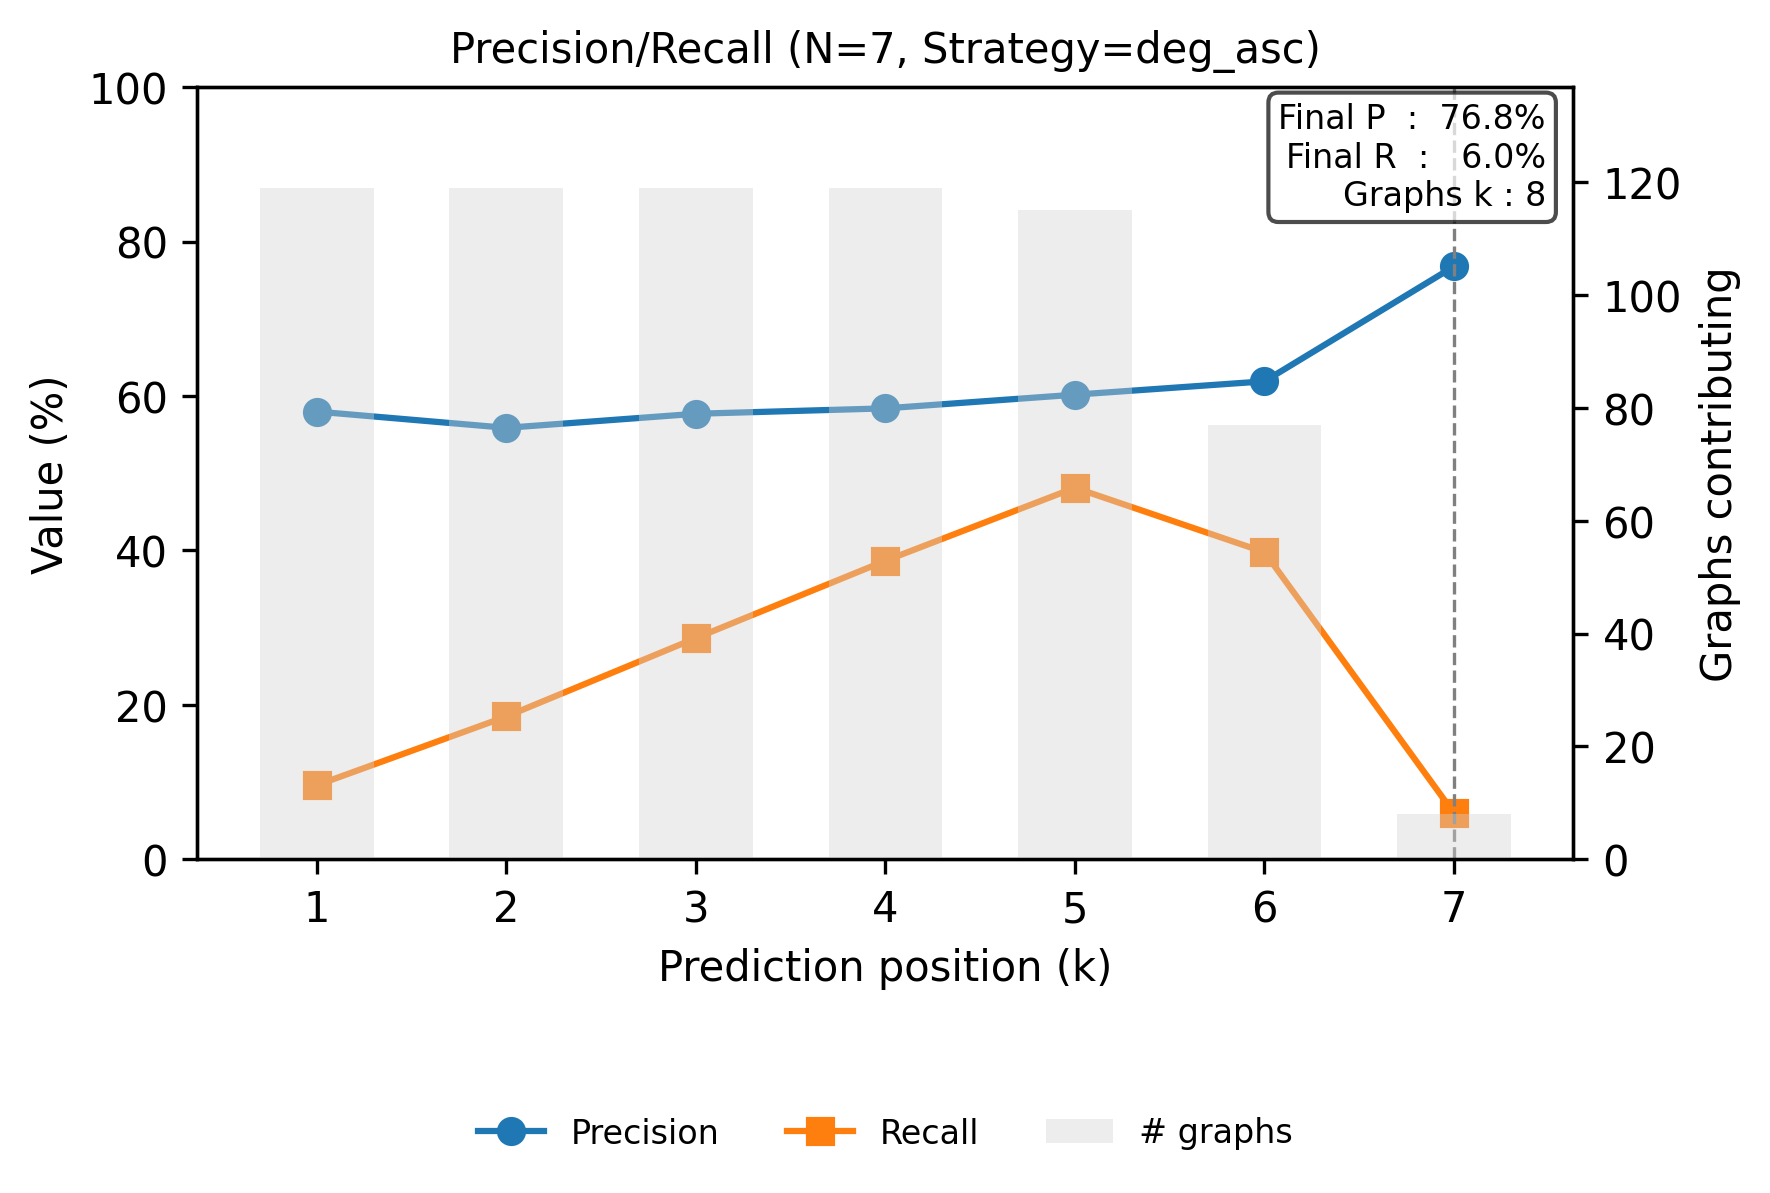 Precision/Recall (N=7, Strategy=deg_asc)
Final P : 76.8%
Final R : 6.0%
Graphs k : 8
100
80
60
40
20
0
Value (%)
120
100
80
60
40
20
0
Graphs contributing
1 2 3 4 5 6 7
Prediction position (k)
Precision Recall # graphs